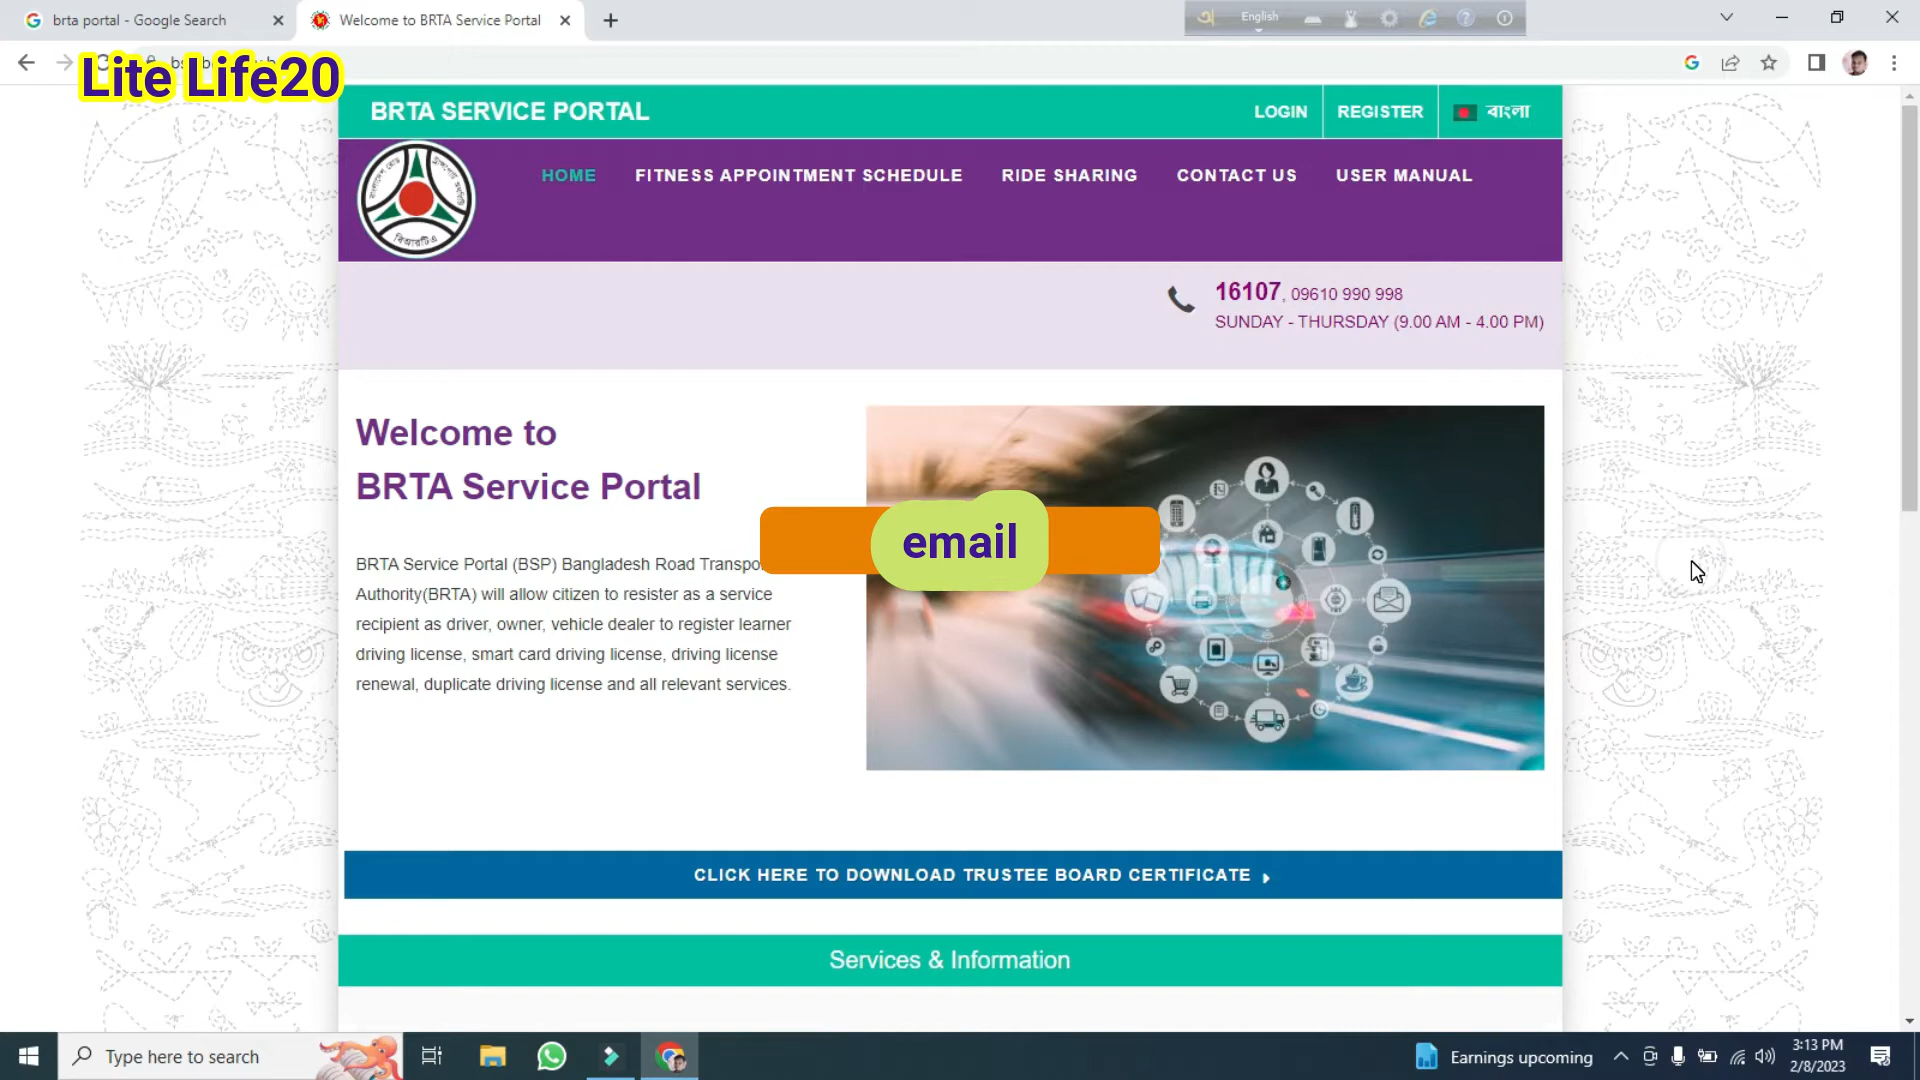 brta portal - Google Search
Welcome to BRTA Service Portal
English
Lite Life20
BRTA SERVICE PORTAL
LOGIN
REGISTER
বাংলা
বিআরটিএ
HOME
FITNESS APPOINTMENT SCHEDULE
RIDE SHARING
CONTACT US
USER MANUAL
16107, 09610 990 998
SUNDAY - THURSDAY (9.00 AM - 4.00 PM)
Welcome to
BRTA Service Portal
email
BRTA Service Portal (BSP) Bangladesh Road Transpo
Authority(BRTA) will allow citizen to resister as a service
recipient as driver, owner, vehicle dealer to register learner
driving license, smart card driving license, driving license
renewal, duplicate driving license and all relevant services.
CLICK HERE TO DOWNLOAD TRUSTEE BOARD CERTIFICATE
Services & Information
Type here to search
Earnings upcoming
3:13 PM
2/8/2023